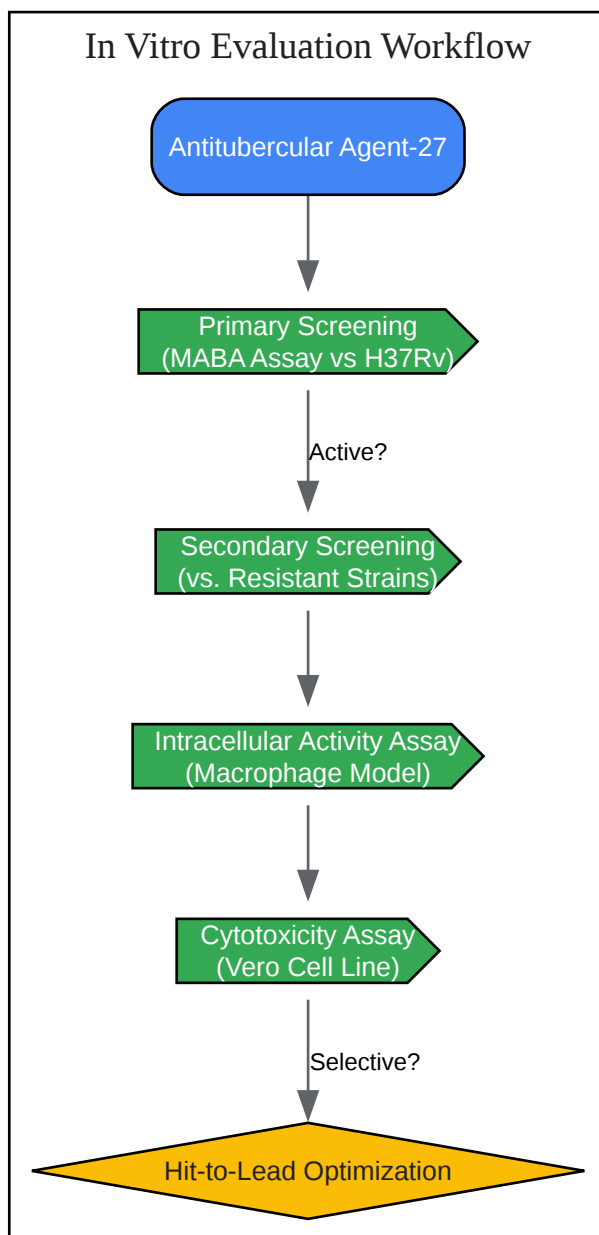 In Vitro Evaluation Workflow
Antitubercular Agent-27
Primary Screening
(MABA Assay vs H37Rv)
Active?
Secondary Screening
(vs. Resistant Strains)
Intracellular Activity Assay
(Macrophage Model)
Cytotoxicity Assay
(Vero Cell Line)
Selective?
Hit-to-Lead Optimization